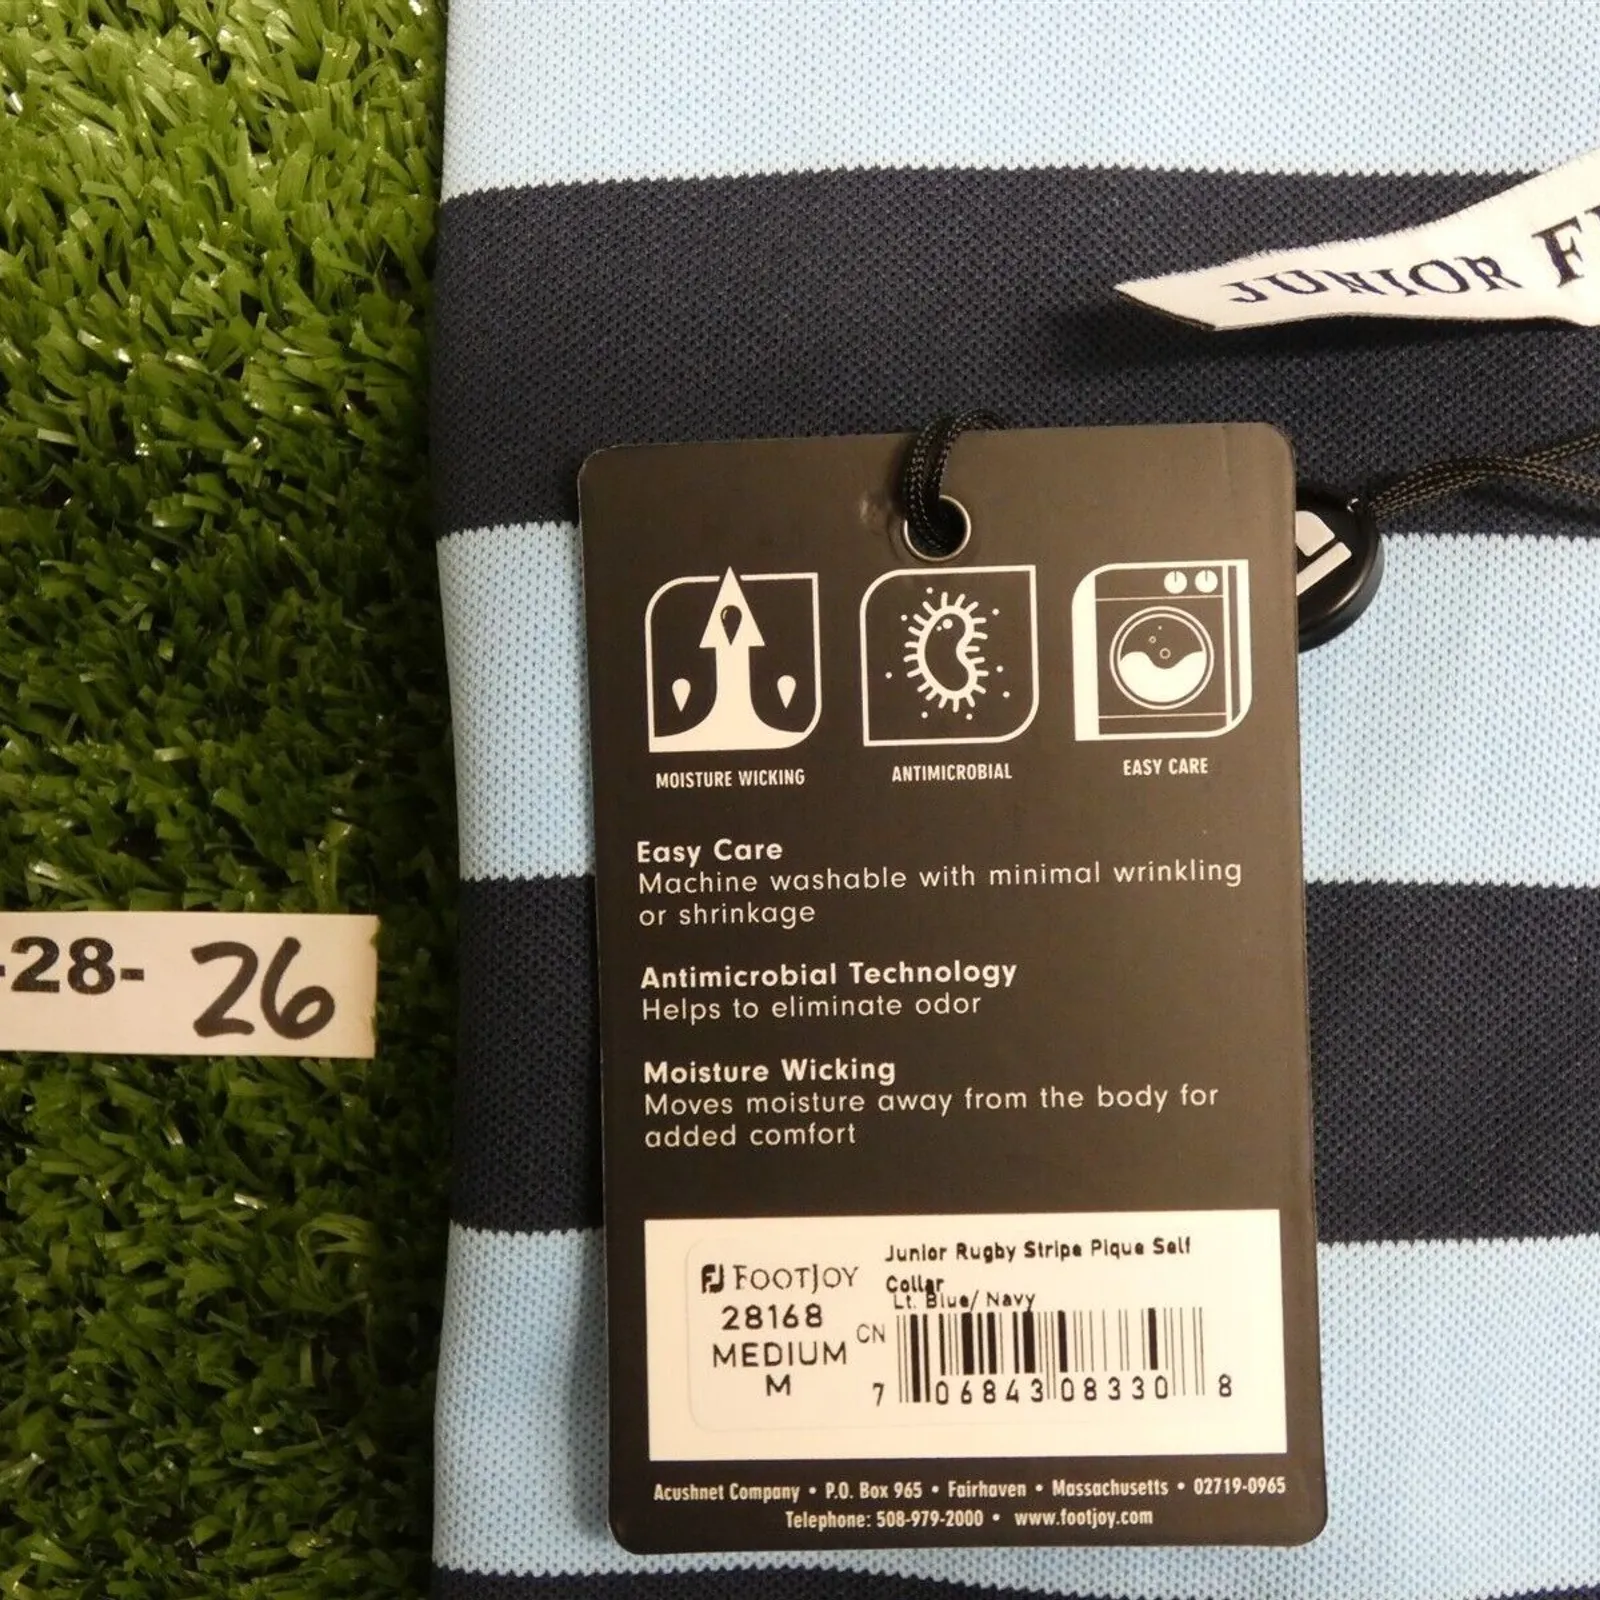 JUNIOR
MOISTURE WICKING
ANTIMICROBIAL
EASY CARE
Easy Care
Machine washable with minimal wrinkling
or shrinkage
Antimicrobial Technology
Helps to eliminate odor
Moisture Wicking
Moves moisture away from the body for
added comfort
-28- 26
FJ FOOTJOY
28168
MEDIUM
M
Junior Rugby Stripe Pique Self
Collar
Lt. Blue/ Navy
CN
7 06843 08330 8
Acushnet Company • P.O. Box 965 • Fairhaven • Massachusetts • 02719-0965
Telephone: 508-979-2000 • www.footjoy.com